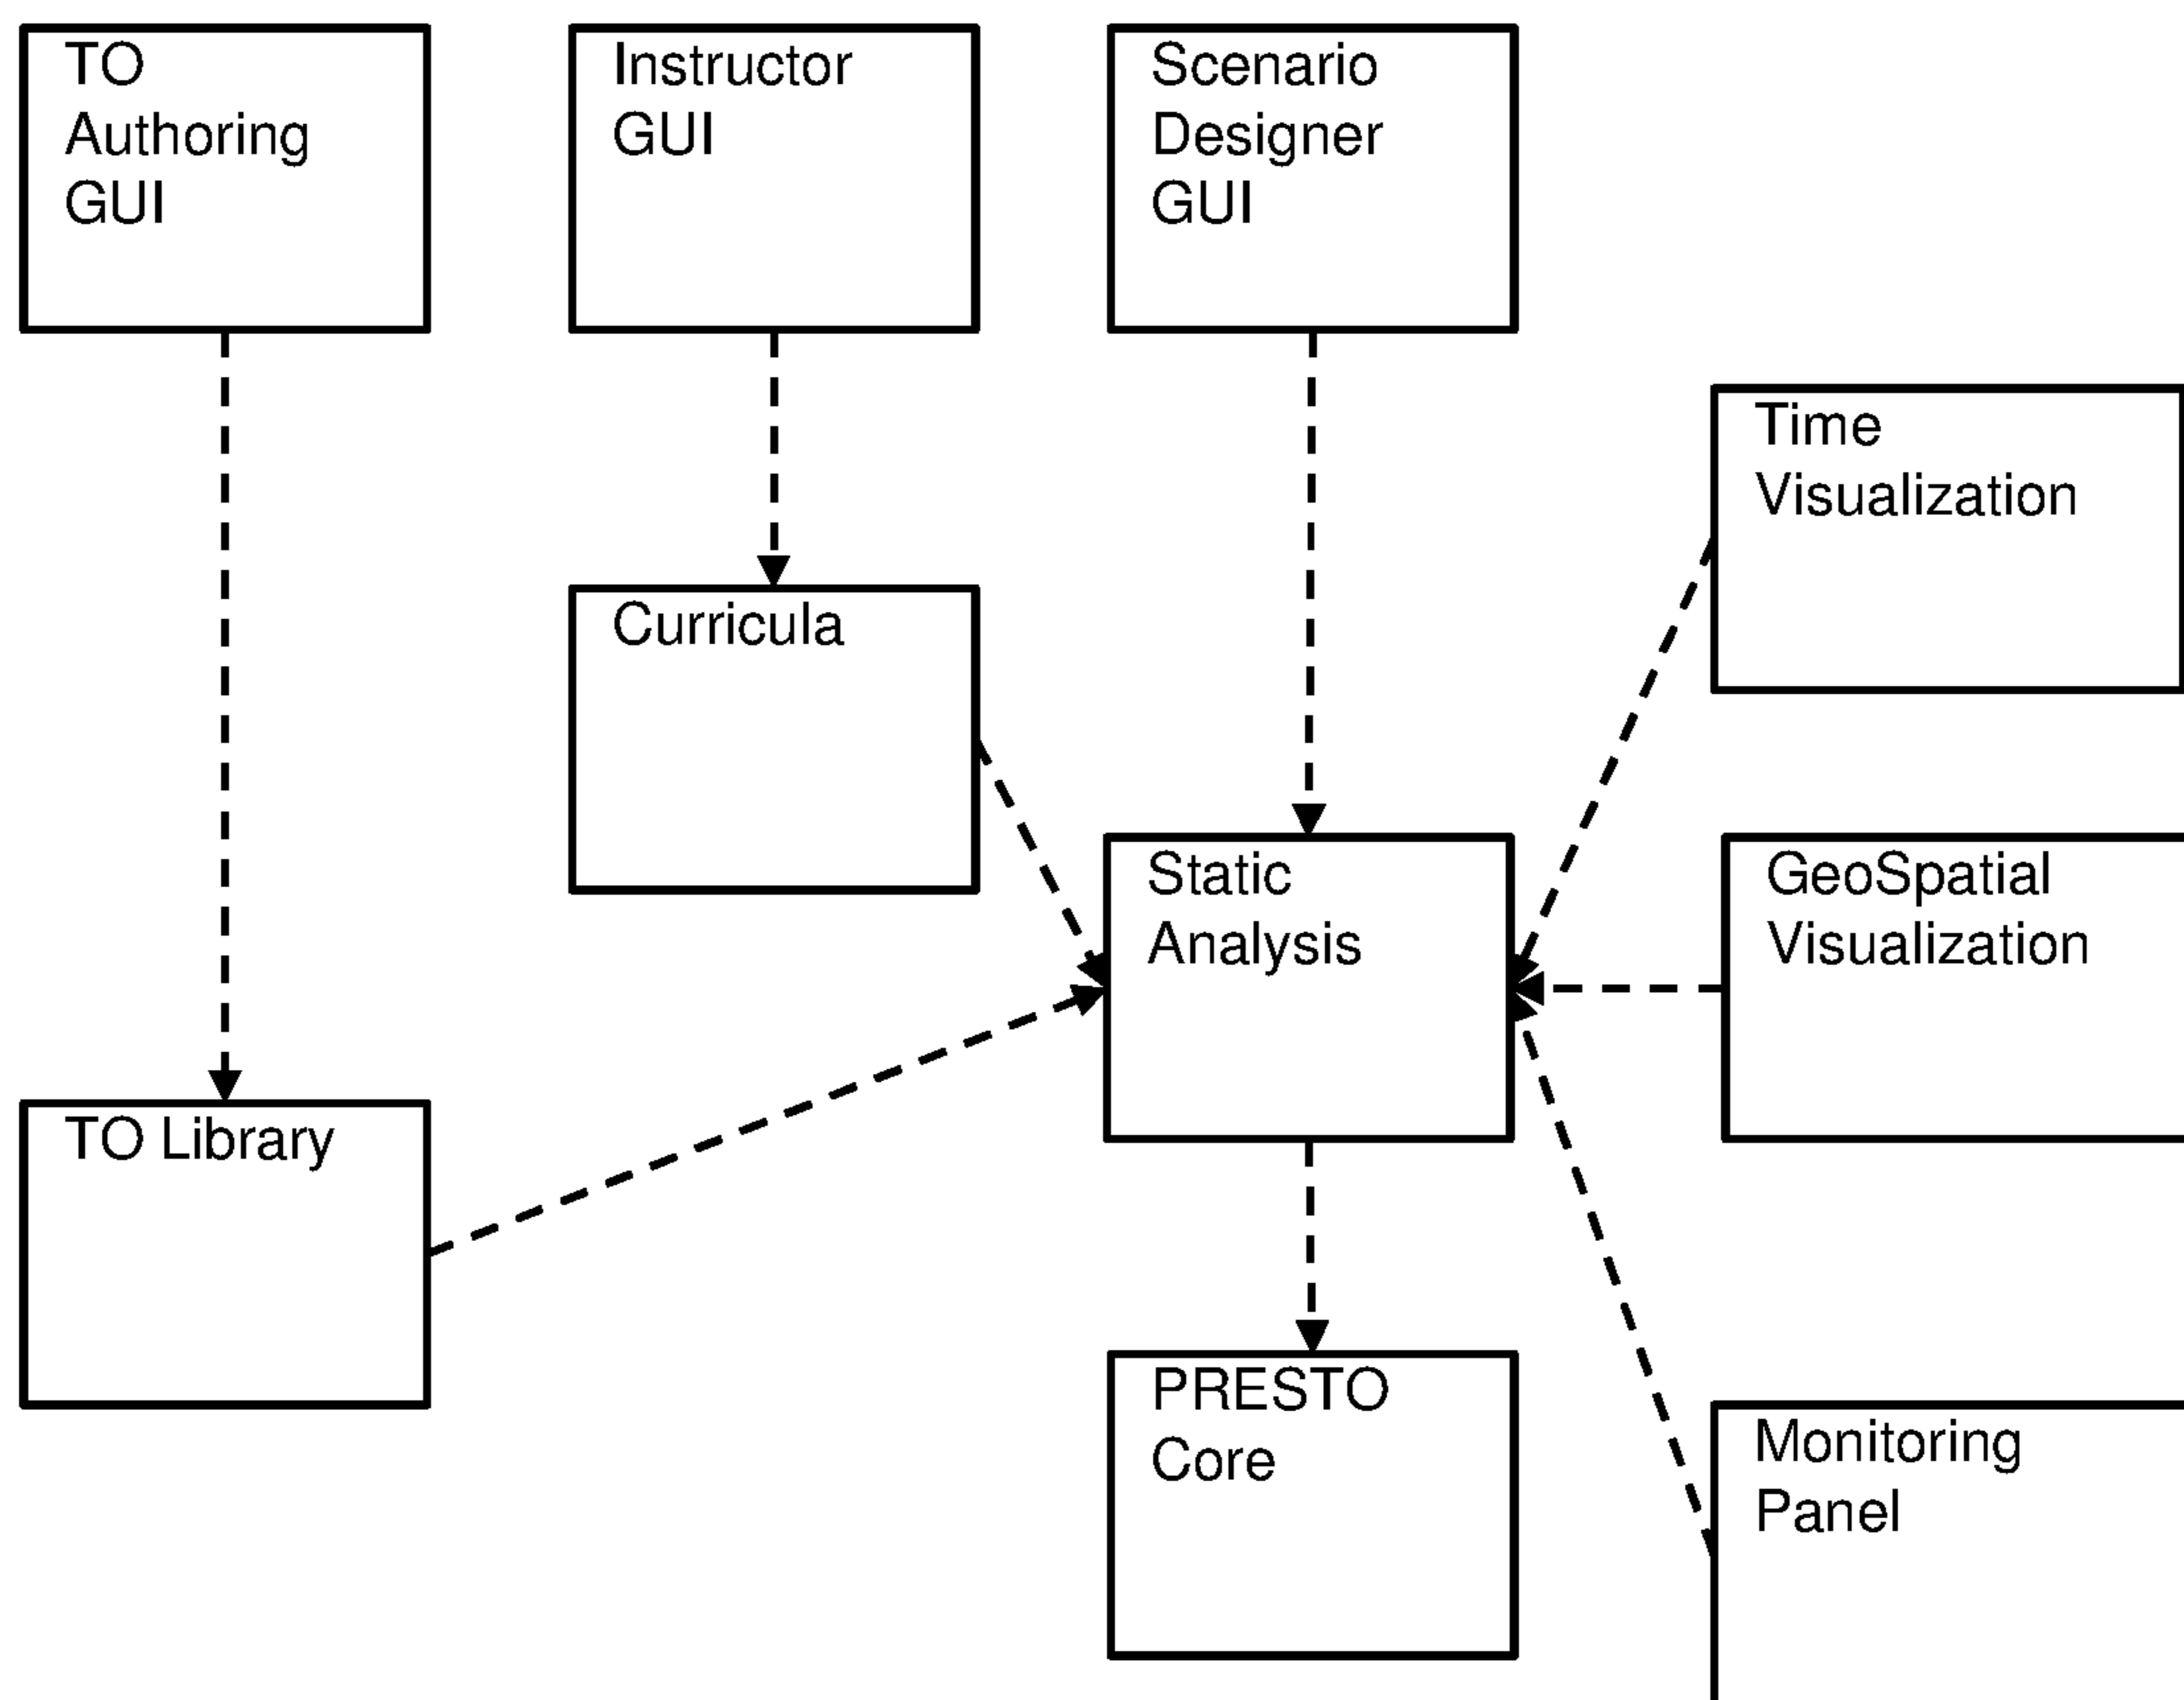 TO
Authoring
GUI
Instructor
GUI
Scenario
Designer
GUI
Time
Visualization
Curricula
Static
Analysis
GeoSpatial
Visualization
TO Library
PRESTO
Core
Monitoring
Panel